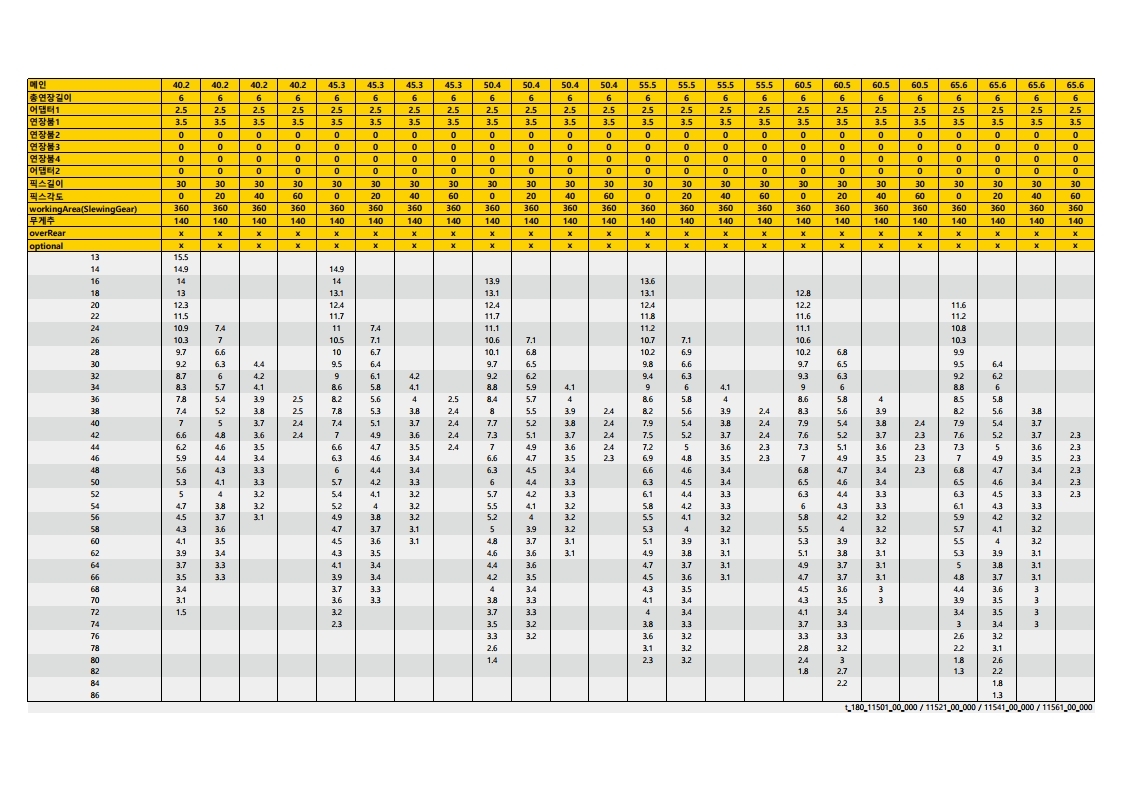 메인 40.2 40.2 40.2 40.2 45.3 45.3 45.3 45.3 50.4 50.4 50.4 50.4 55.5 55.5 55.5 55.5 60.5 60.5 60.5 60.5 65.6 65.6 65.6 65.6
총연장길이 6 6 6 6 6 6 6 6 6 6 6 6 6 6 6 6 6 6 6 6 6 6 6 6
어댑터1 2.5 2.5 2.5 2.5 2.5 2.5 2.5 2.5 2.5 2.5 2.5 2.5 2.5 2.5 2.5 2.5 2.5 2.5 2.5 2.5 2.5 2.5 2.5 2.5
연장붐1 3.5 3.5 3.5 3.5 3.5 3.5 3.5 3.5 3.5 3.5 3.5 3.5 3.5 3.5 3.5 3.5 3.5 3.5 3.5 3.5 3.5 3.5 3.5 3.5
연장붐2 0 0 0 0 0 0 0 0 0 0 0 0 0 0 0 0 0 0 0 0 0 0 0 0
연장붐3 0 0 0 0 0 0 0 0 0 0 0 0 0 0 0 0 0 0 0 0 0 0 0 0
연장붐4 0 0 0 0 0 0 0 0 0 0 0 0 0 0 0 0 0 0 0 0 0 0 0 0
어댑터2 0 0 0 0 0 0 0 0 0 0 0 0 0 0 0 0 0 0 0 0 0 0 0 0
픽스길이 30 30 30 30 30 30 30 30 30 30 30 30 30 30 30 30 30 30 30 30 30 30 30 30
픽스각도 0 20 40 60 0 20 40 60 0 20 40 60 0 20 40 60 0 20 40 60 0 20 40 60
workingArea(SlewingGear) 360 360 360 360 360 360 360 360 360 360 360 360 360 360 360 360 360 360 360 360 360 360 360 360
무게추 140 140 140 140 140 140 140 140 140 140 140 140 140 140 140 140 140 140 140 140 140 140 140 140
overRear x x x x x x x x x x x x x x x x x x x x x x x x
optional x x x x x x x x x x x x x x x x x x x x x x x x
13 15.5
14 14.9 14.9
16 14 14 13.9 13.6
18 13 13.1 13.1 13.1 12.8
20 12.3 12.4 12.4 12.4 12.2 11.6
22 11.5 11.7 11.7 11.8 11.6 11.2
24 10.9 7.4 11 7.4 11.1 11.2 11.1 10.8
26 10.3 7 10.5 7.1 10.6 7.1 10.7 7.1 10.6 10.3
28 9.7 6.6 10 6.7 10.1 6.8 10.2 6.9 10.2 6.8 9.9
30 9.2 6.3 4.4 9.5 6.4 9.7 6.5 9.8 6.6 9.7 6.5 9.5 6.4
32 8.7 6 4.2 9 6.1 4.2 9.2 6.2 9.4 6.3 9.3 6.3 9.2 6.2
34 8.3 5.7 4.1 8.6 5.8 4.1 8.8 5.9 4.1 9 6 4.1 9 6 8.8 6
36 7.8 5.4 3.9 2.5 8.2 5.6 4 2.5 8.4 5.7 4 8.6 5.8 4 8.6 5.8 4 8.5 5.8
38 7.4 5.2 3.8 2.5 7.8 5.3 3.8 2.4 8 5.5 3.9 2.4 8.2 5.6 3.9 2.4 8.3 5.6 3.9 8.2 5.6 3.8
40 7 5 3.7 2.4 7.4 5.1 3.7 2.4 7.7 5.2 3.8 2.4 7.9 5.4 3.8 2.4 7.9 5.4 3.8 2.4 7.9 5.4 3.7
42 6.6 4.8 3.6 2.4 7 4.9 3.6 2.4 7.3 5.1 3.7 2.4 7.5 5.2 3.7 2.4 7.6 5.2 3.7 2.3 7.6 5.2 3.7 2.3
44 6.2 4.6 3.5 6.6 4.7 3.5 2.4 7 4.9 3.6 2.4 7.2 5 3.6 2.3 7.3 5.1 3.6 2.3 7.3 5 3.6 2.3
46 5.9 4.4 3.4 6.3 4.6 3.4 6.6 4.7 3.5 2.3 6.9 4.8 3.5 2.3 7 4.9 3.5 2.3 7 4.9 3.5 2.3
48 5.6 4.3 3.3 6 4.4 3.4 6.3 4.5 3.4 6.6 4.6 3.4 6.8 4.7 3.4 2.3 6.8 4.7 3.4 2.3
50 5.3 4.1 3.3 5.7 4.2 3.3 6 4.4 3.3 6.3 4.5 3.4 6.5 4.6 3.4 6.5 4.6 3.4 2.3
52 5 4 3.2 5.4 4.1 3.2 5.7 4.2 3.3 6.1 4.4 3.3 6.3 4.4 3.3 6.3 4.5 3.3 2.3
54 4.7 3.8 3.2 5.2 4 3.2 5.5 4.1 3.2 5.8 4.2 3.3 6 4.3 3.3 6.1 4.3 3.3
56 4.5 3.7 3.1 4.9 3.8 3.2 5.2 4 3.2 5.5 4.1 3.2 5.8 4.2 3.2 5.9 4.2 3.2
58 4.3 3.6 4.7 3.7 3.1 5 3.9 3.2 5.3 4 3.2 5.5 4 3.2 5.7 4.1 3.2
60 4.1 3.5 4.5 3.6 3.1 4.8 3.7 3.1 5.1 3.9 3.1 5.3 3.9 3.2 5.5 4 3.2
62 3.9 3.4 4.3 3.5 4.6 3.6 3.1 4.9 3.8 3.1 5.1 3.8 3.1 5.3 3.9 3.1
64 3.7 3.3 4.1 3.4 4.4 3.6 4.7 3.7 3.1 4.9 3.7 3.1 5 3.8 3.1
66 3.5 3.3 3.9 3.4 4.2 3.5 4.5 3.6 3.1 4.7 3.7 3.1 4.8 3.7 3.1
68 3.4 3.7 3.3 4 3.4 4.3 3.5 4.5 3.6 3 4.4 3.6 3
70 3.1 3.6 3.3 3.8 3.3 4.1 3.4 4.3 3.5 3 3.9 3.5 3
72 1.5 3.2 3.7 3.3 4 3.4 4.1 3.4 3.4 3.5 3
74 2.3 3.5 3.2 3.8 3.3 3.7 3.3 3 3.4 3
76 3.3 3.2 3.6 3.2 3.3 3.3 2.6 3.2
78 2.6 3.1 3.2 2.8 3.2 2.2 3.1
80 1.4 2.3 3.2 2.4 3 1.8 2.6
82 1.8 2.7 1.3 2.2
84 2.2 1.8
86 1.3
t_180_11501_00_000 / 11521_00_000 / 11541_00_000 / 11561_00_000